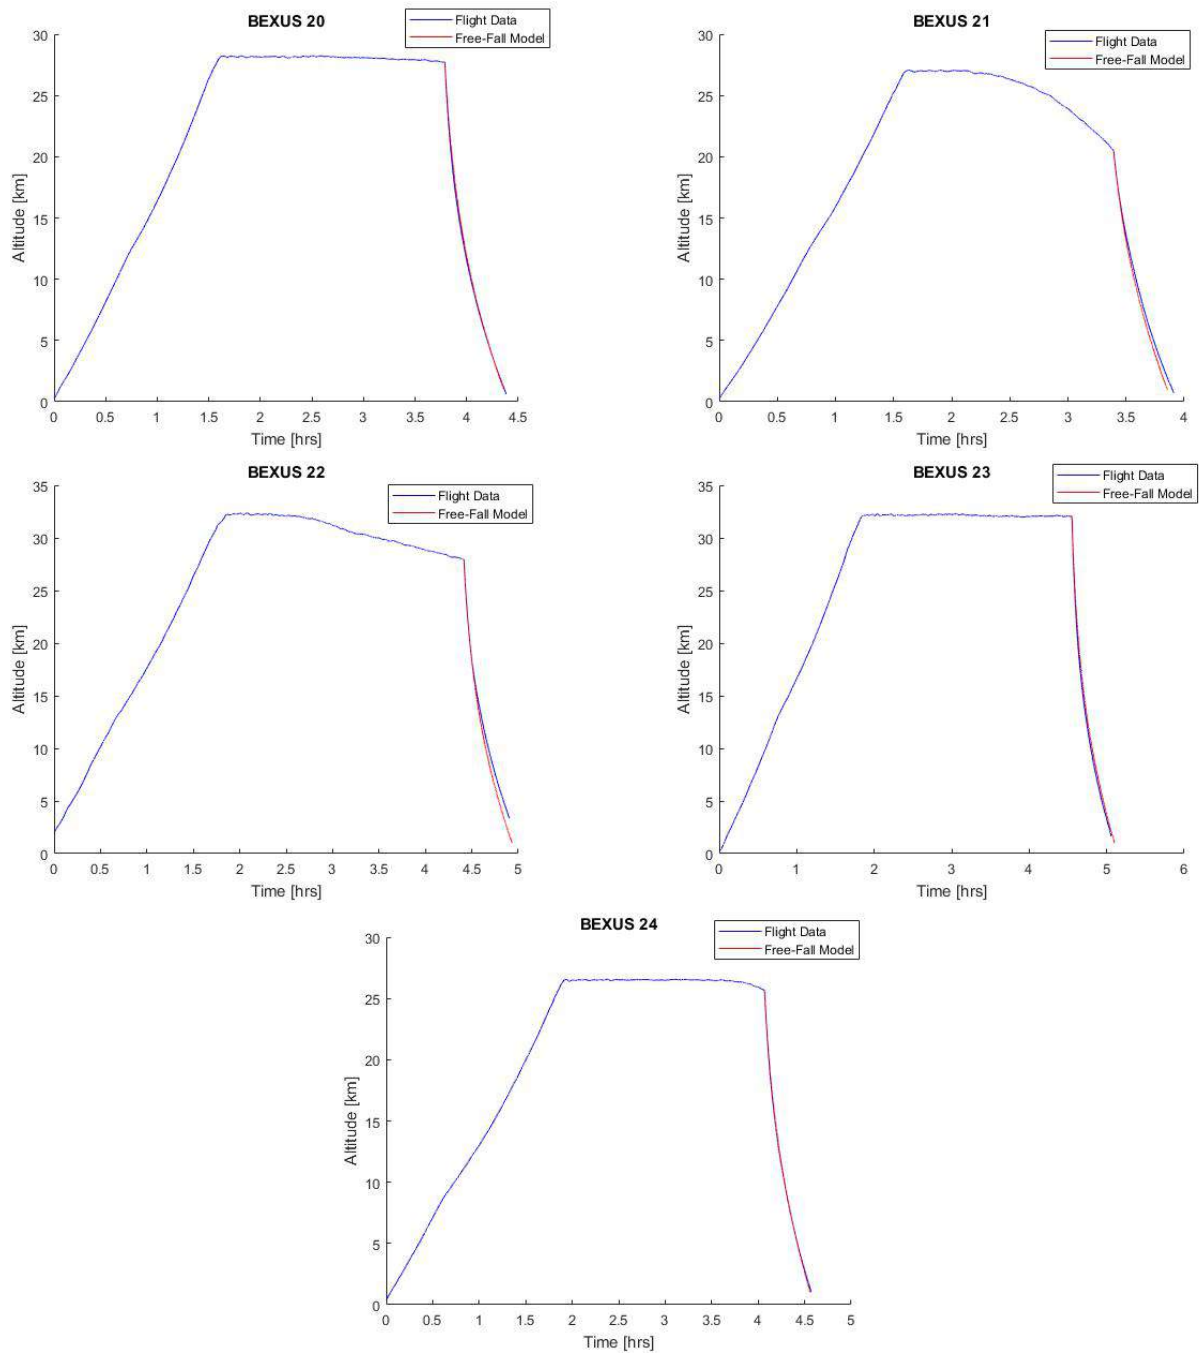 BEXUS 20
Flight Data
Free-Fall Model
30
25
20
15
10
5
0
Altitude [km]
0 0.5 1 1.5 2 2.5 3 3.5 4 4.5
Time [hrs]
BEXUS 21
Flight Data
Free-Fall Model
30
25
20
15
10
5
0
Altitude [km]
0 0.5 1 1.5 2 2.5 3 3.5 4
Time [hrs]
BEXUS 22
Flight Data
Free-Fall Model
35
30
25
20
15
10
5
0
Altitude [km]
0 0.5 1 1.5 2 2.5 3 3.5 4 4.5 5
Time [hrs]
BEXUS 23
Flight Data
Free-Fall Model
35
30
25
20
15
10
5
0
Altitude [km]
0 1 2 3 4 5 6
Time [hrs]
BEXUS 24
Flight Data
Free-Fall Model
30
25
20
15
10
5
0
Altitude [km]
0 0.5 1 1.5 2 2.5 3 3.5 4 4.5 5
Time [hrs]